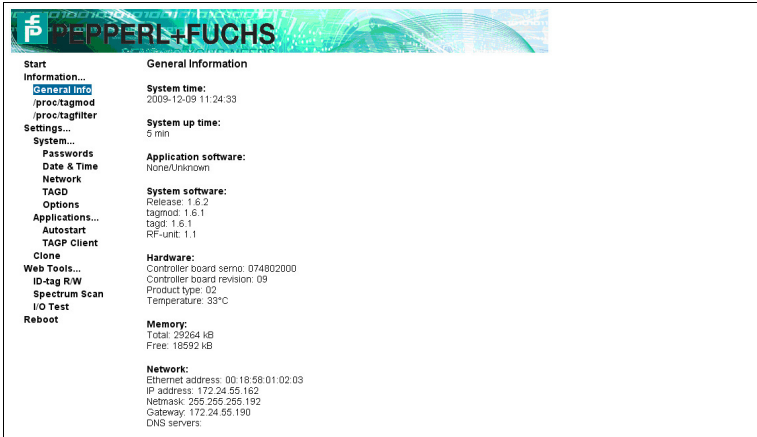 PEPPERL+FUCHS
Start
Information...
General Info
/proc/tagmod
/proc/tagfilter
Settings...
System...
Passwords
Date & Time
Network
TAGD
Options
Applications...
Autostart
TAGP Client
Clone
Web Tools...
ID-tag R/W
Spectrum Scan
I/O Test
Reboot
General Information
System time:
2009-12-09 11:24:33
System up time:
5 min
Application software:
None/Unknown
System software:
Release: 1.6.2
tagmod: 1.6.1
tagd: 1.6.1
RF-unit: 1.1
Hardware:
Controller board serno: 074802000
Controller board revision: 09
Product type: 02
Temperature: 33°C
Memory:
Total: 29264 kB
Free: 18592 kB
Network:
Ethernet address: 00:18:58:01:02:03
IP address: 172.24.55.162
Netmask: 255.255.255.192
Gateway: 172.24.55.190
DNS servers: